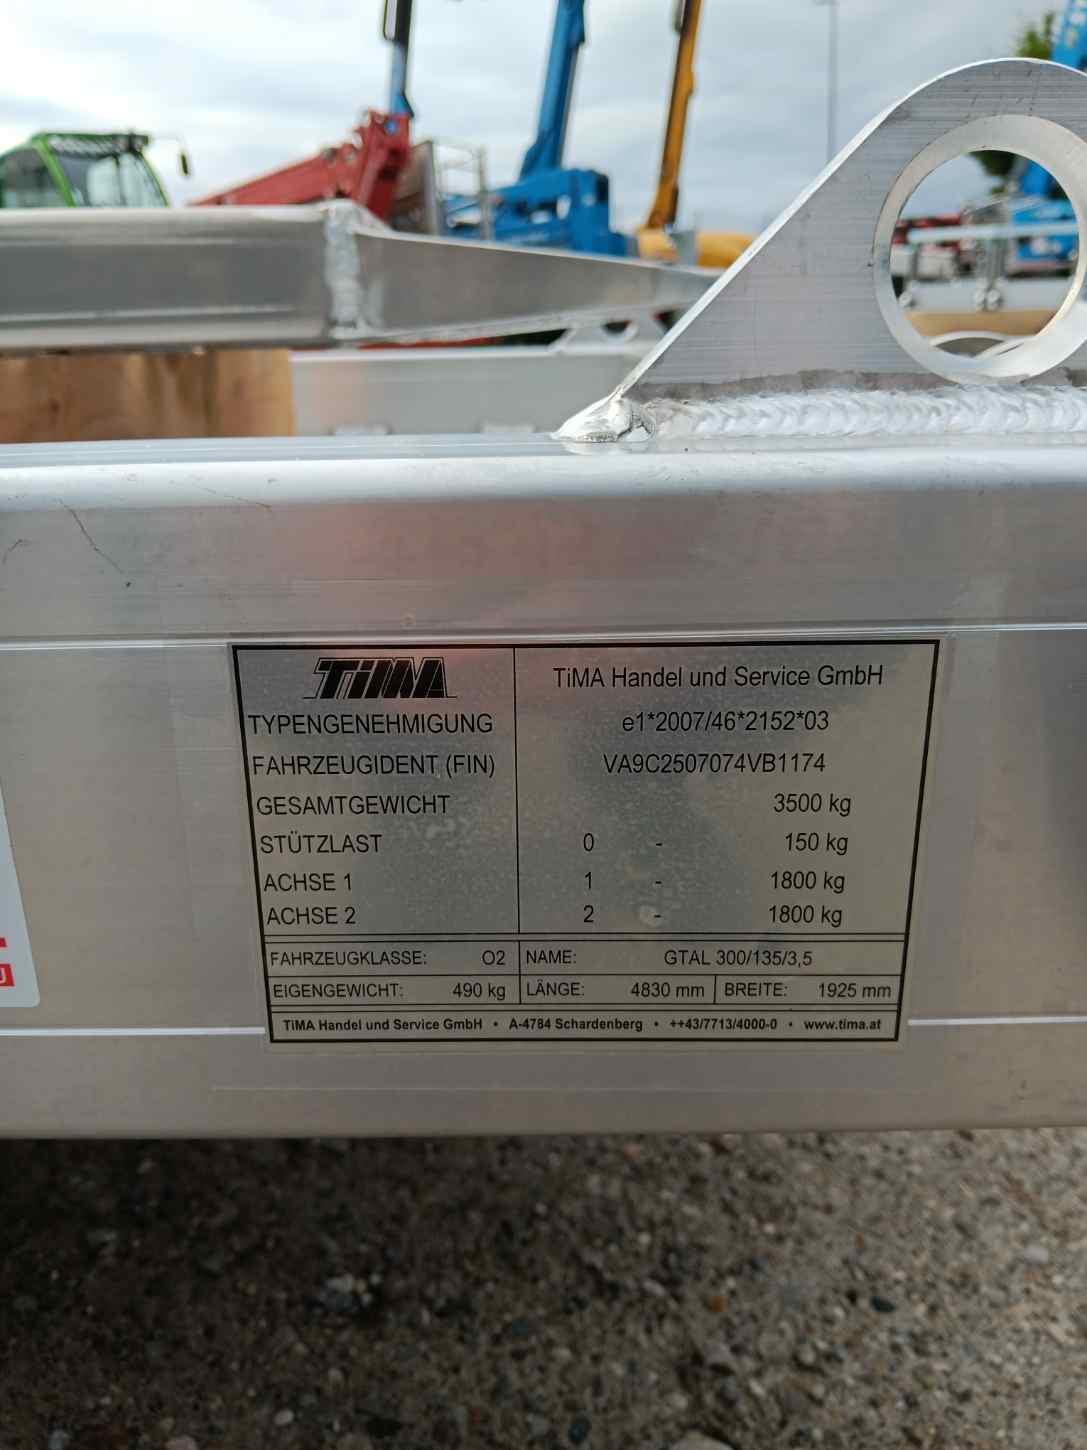 TiMA TiMA Handel und Service GmbH
TYPENGENEHMIGUNG e1*2007/46*2152*03
FAHRZEUGIDENT (FIN) VA9C2507074VB1174
GESAMTGEWICHT 3500 kg
STÜTZLAST 0 - 150 kg
ACHSE 1 1 - 1800 kg
ACHSE 2 2 - 1800 kg
FAHRZEUGKLASSE: O2 NAME: GTAL 300/135/3,5
EIGENGEWICHT: 490 kg LÄNGE: 4830 mm BREITE: 1925 mm
TiMA Handel und Service GmbH • A-4784 Schardenberg • ++43/7713/4000-0 • www.tima.at